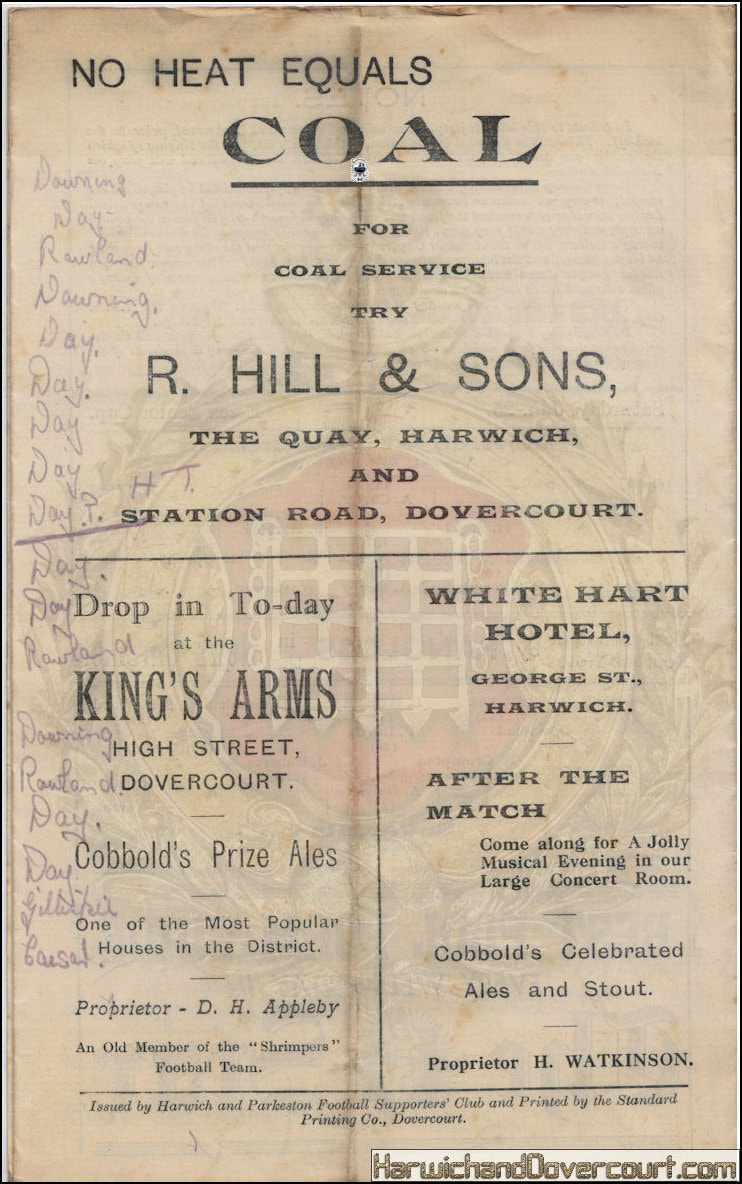 NO HEAT EQUALS
COAL
FOR
COAL SERVICE
TRY
R. HILL & SONS,
THE QUAY, HARWICH,
AND
STATION ROAD, DOVERCOURT.
Drop in To-day
at the
KING'S ARMS
HIGH STREET,
DOVERCOURT.
Cobbold's Prize Ales
One of the Most Popular
Houses in the District.
Proprietor - D. H. Appleby
An Old Member of the "Shrimpers"
Football Team.
WHITE HART
HOTEL,
GEORGE ST.,
HARWICH.
AFTER THE
MATCH
Come along for A Jolly
Musical Evening in our
Large Concert Room.
Cobbold's Celebrated
Ales and Stout.
Proprietor H. WATKINSON.
Issued by Harwich and Parkeston Football Supporters' Club and Printed by the Standard
Printing Co., Dovercourt.
Downing
Day
Rowland.
Downing.
Day.
Day.
Day
Day
Day P.
H T.
Day.
Day
Rowland
Downing
Rowland
Day.
Day
HarwichandDovercourt.com